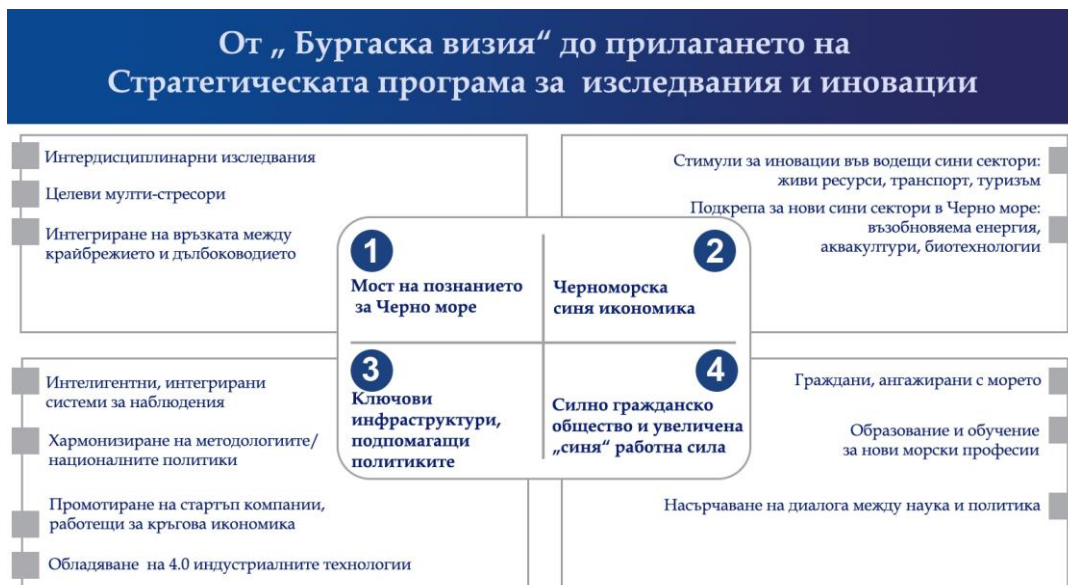 От „ Бургаска визия“ до прилагането на
Стратегическата програма за изследвания и иновации
Интердисциплинарни изследвания
Целеви мулти-стресори
Интегриране на връзката между
крайбрежието и дълбоководието
Стимули за иновации във водещи сини сектори:
живи ресурси, транспорт, туризъм
Подкрепа за нови сини сектори в Черно море:
възобновяема енергия,
аквакултури, биотехнологии
1
Мост на познанието
за Черно море
2
Черноморска
синя икономика
3
Ключови
инфраструктури,
подпомагащи
политиките
4
Силно гражданско
общество и увеличена
„синя“ работна сила
Интелигентни, интегрирани
системи за наблюдения
Хармонизиране на методологиите/
националните политики
Промотиране на стартъп компании,
работещи за кръгова икономика
Обладяване на 4.0 индустриалните технологии
Граждани, ангажирани с морето
Образование и обучение
за нови морски професии
Насърчаване на диалога между наука и политика